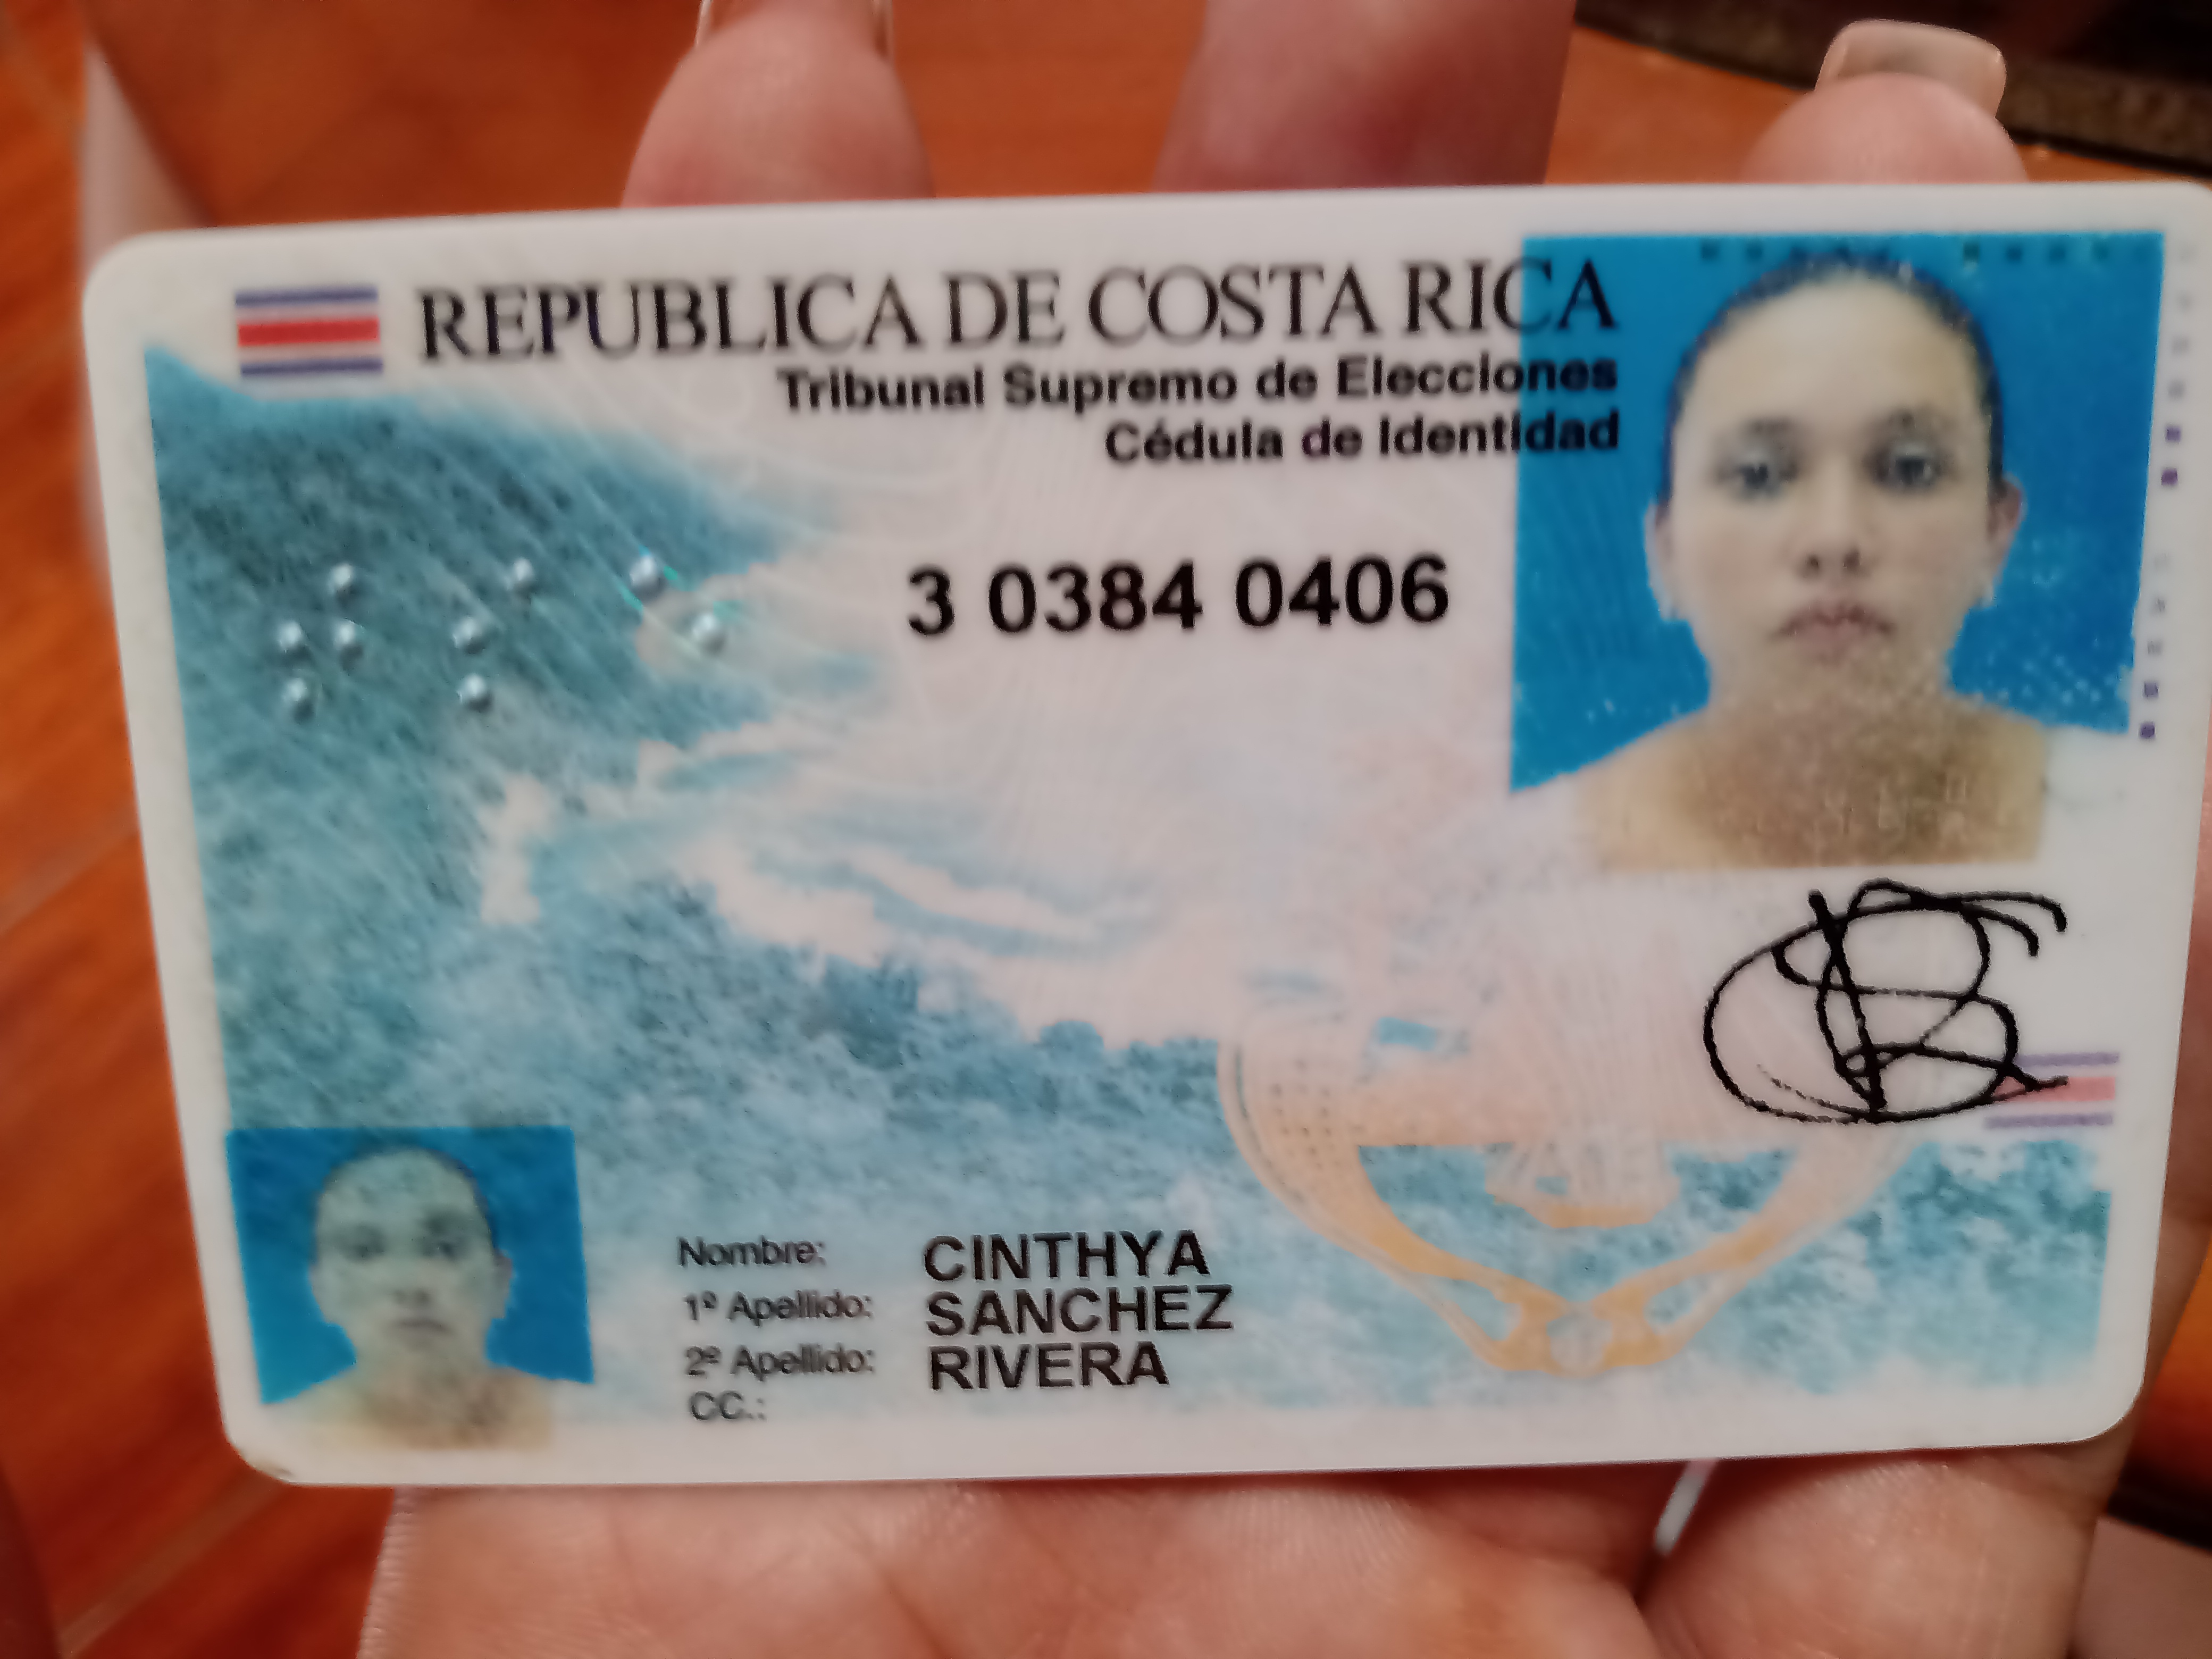 REPUBLICA DE COSTA RICA
Tribunal Supremo de Elecciones
Cédula de Identidad
3 0384 0406
Nombre: CINTHYA
1º Apellido: SANCHEZ
2º Apellido: RIVERA
CC.: